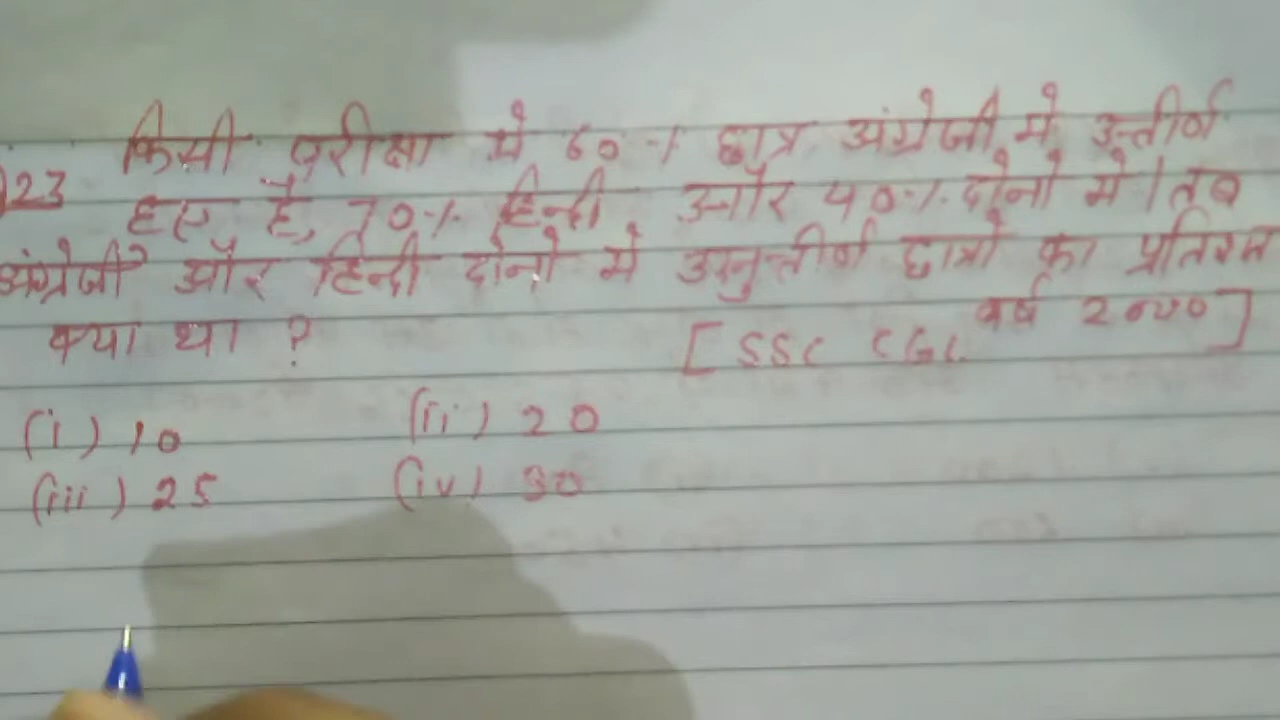 किसी परीक्षा मे 60 % छात्र अंग्रेजी मे उत्तीर्ण
23 हुए है, 70% हिन्दी और 40% दोनो मे। तब
अंग्रेजी और हिन्दी दोनो मे अनुत्तीर्ण छात्रो का प्रतिशत
क्या था ? [SSC CGL वर्ष 2000]
(i) 10 (ii) 20
(iii) 25 (iv) 30